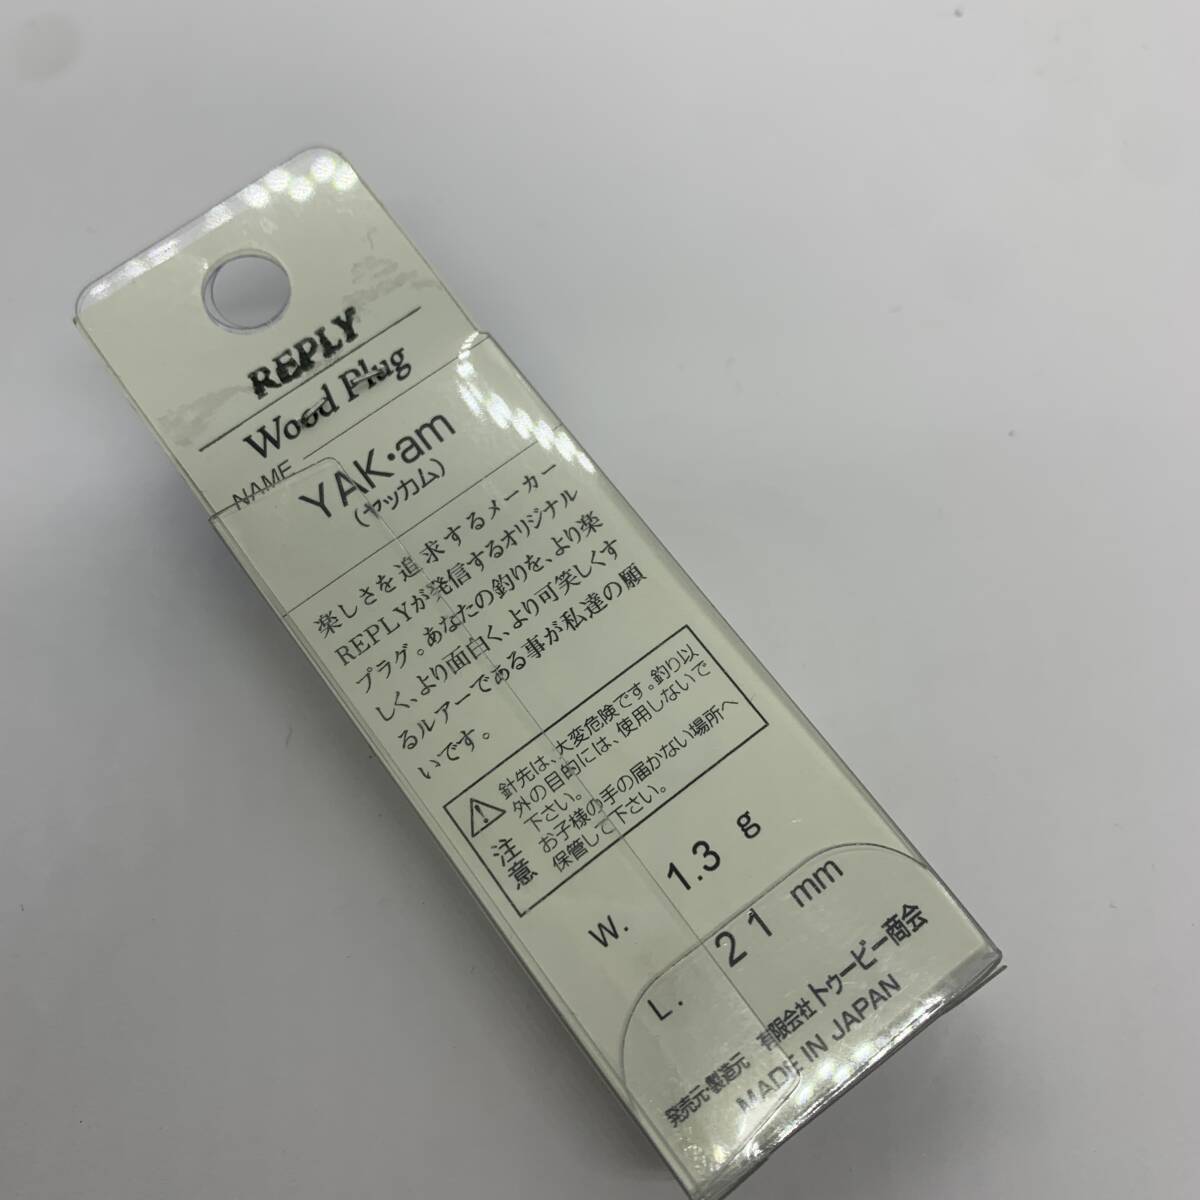 REPLY
Wood Plug
NAME
YAK・am
(ヤッカム)
楽しさを追求するメーカー
REPLYが発信するオリジナル
プラグ。あなたの釣りを、より楽
しく、より面白く、より可笑しくす
るルアーである事が私達の願
いです。
注意
針先は、大変危険です。釣り以
外の目的には、使用しないで
下さい。
お子様の手の届かない場所へ
保管して下さい。
W. 1.3 g
L. 21 mm
発売元・製造元 有限会社トゥービー商会
MADE IN JAPAN